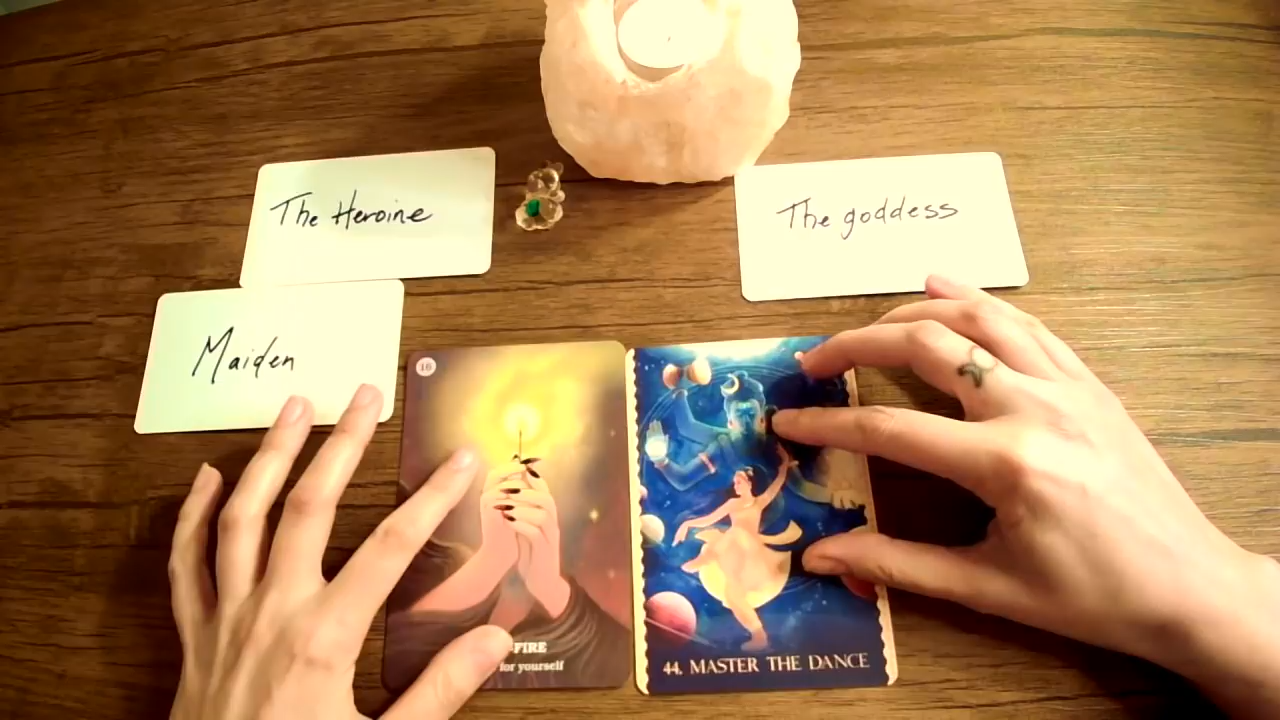 The Heroine
The goddess
Maiden
16
FIRE
for yourself
44. MASTER THE DANCE